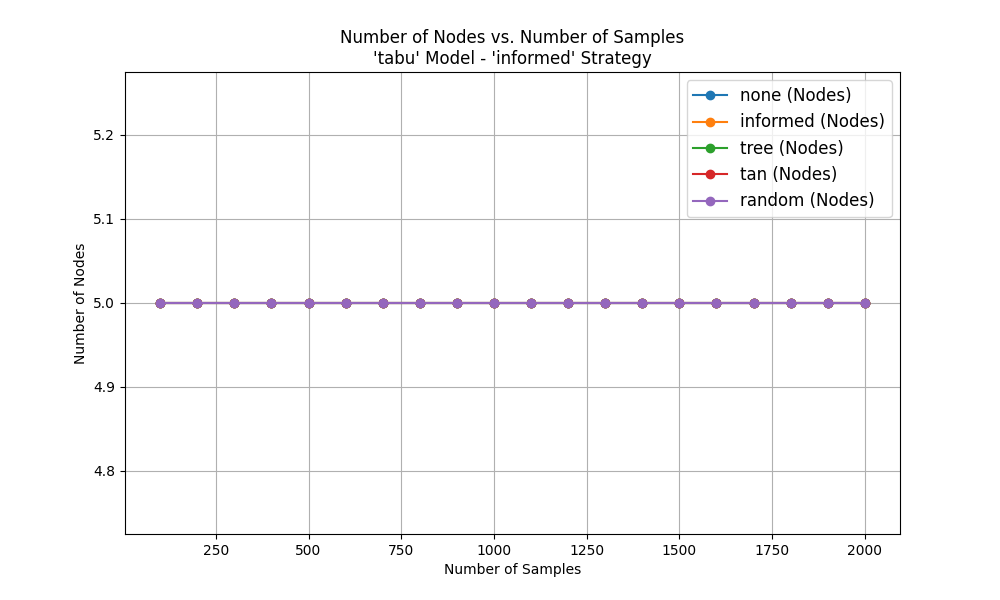 Number of Nodes vs. Number of Samples
'tabu' Model - 'informed' Strategy
none (Nodes)
informed (Nodes)
tree (Nodes)
tan (Nodes)
random (Nodes)
Number of Nodes
5.2
5.1
5.0
4.9
4.8
250 500 750 1000 1250 1500 1750 2000
Number of Samples